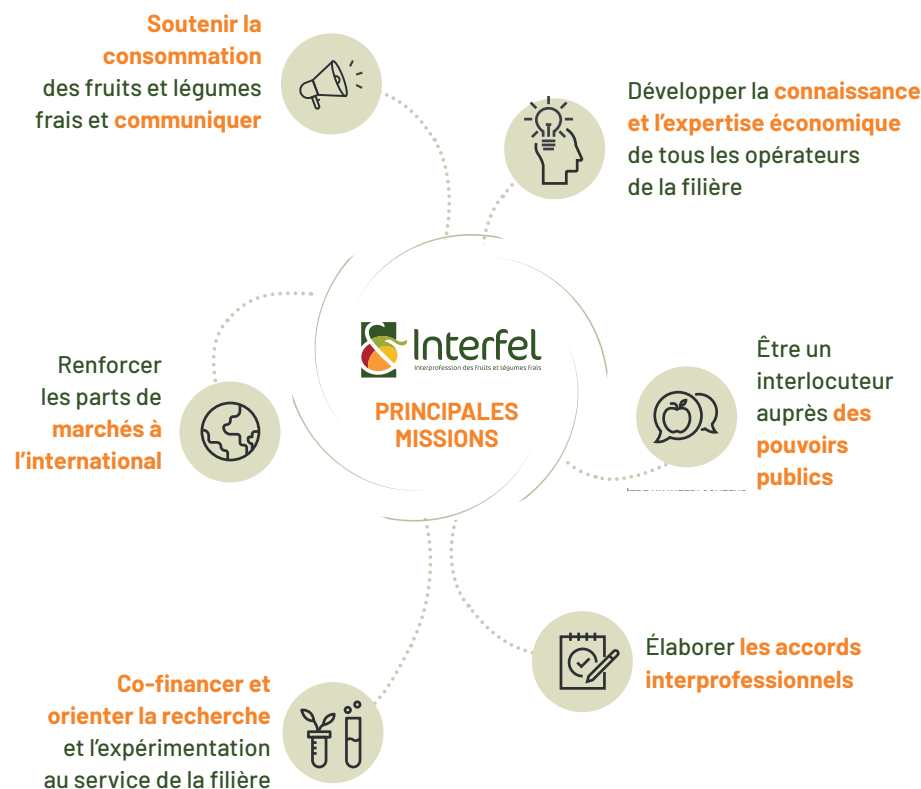 Soutenir la
consommation
des fruits et légumes
frais et communiquer
Développer la connaissance
et l'expertise économique
de tous les opérateurs
de la filière
Renforcer
les parts de
marchés à
l'international
Interfel
Interprofession des fruits et légumes frais
PRINCIPALES
MISSIONS
Être un
interlocuteur
auprès des
pouvoirs
publics
Co-financer et
orienter la recherche
et l'expérimentation
au service de la filière
Élaborer les accords
interprofessionnels